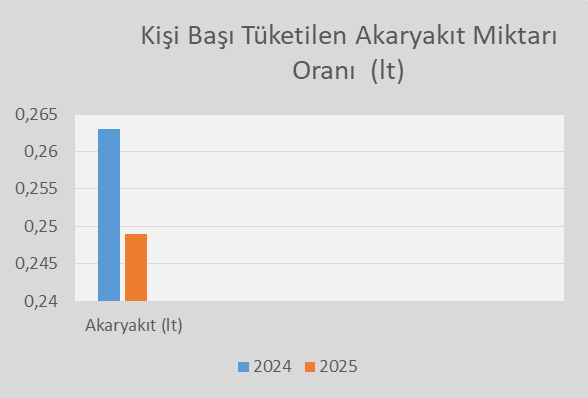 Kişi Başı Tüketilen Akaryakıt Miktarı
Oranı  (lt)
0,265
0,26
0,255
0,25
0,245
0,24
Akaryakıt (lt)
2024 2025